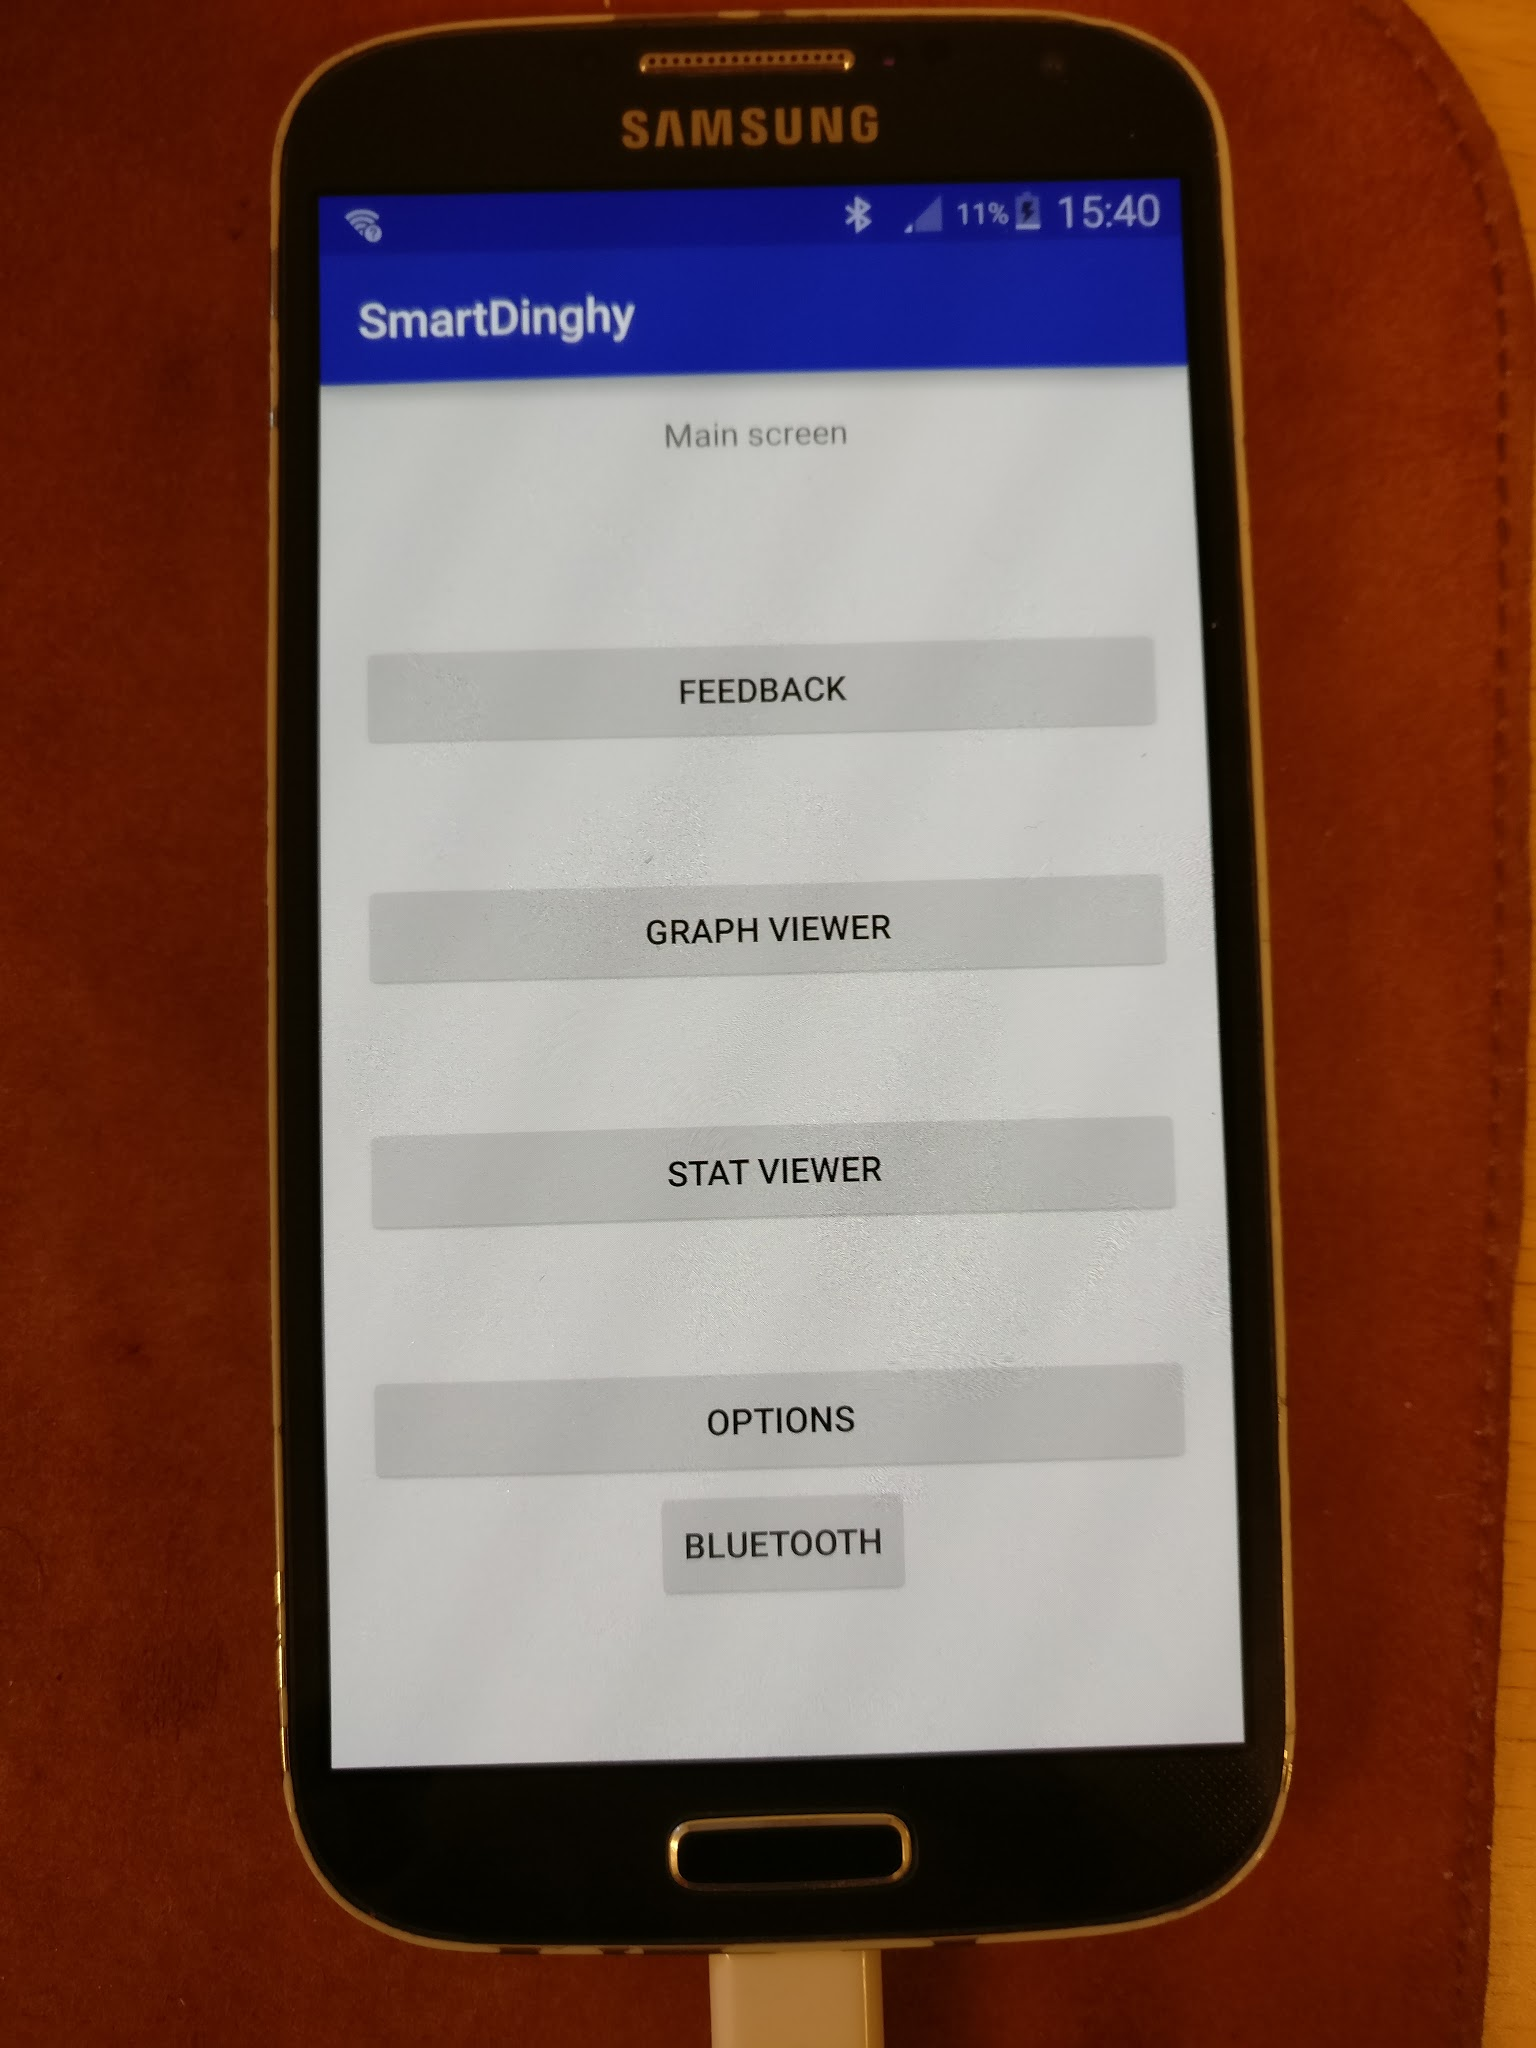 SAMSUNG
11% 15:40
SmartDinghy
Main screen
FEEDBACK
GRAPH VIEWER
STAT VIEWER
OPTIONS
BLUETOOTH